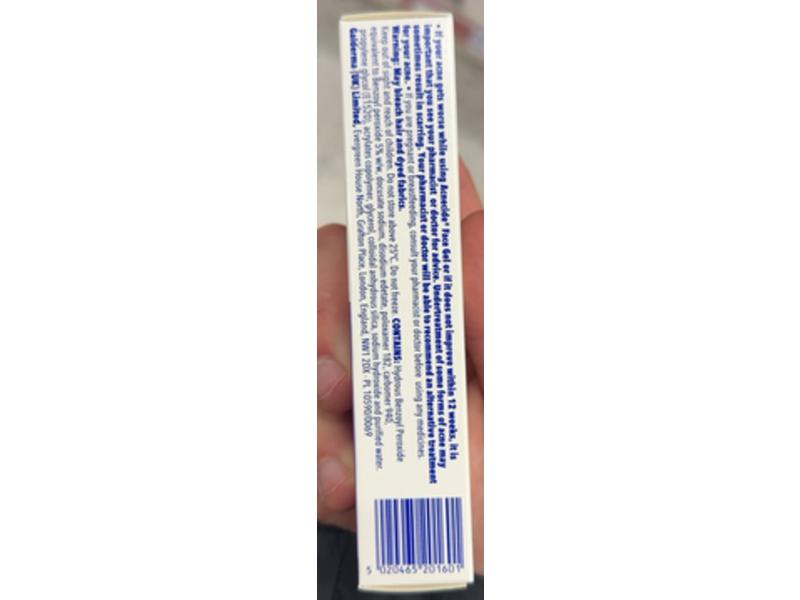 • If your acne gets worse while using Acnecide® Face Gel or if it does not improve within 12 weeks, it is
important that you see your pharmacist or doctor for advice. Undertreatment of some forms of acne may
sometimes result in scarring. Your pharmacist or doctor will be able to recommend an alternative treatment
for your acne. • If you are pregnant or breastfeeding, consult your pharmacist or doctor before using any medicines.
Warning: May bleach hair and dyed fabrics.
Keep out of sight and reach of children. Do not store above 25°C. Do not freeze. CONTAINS: Hydrous Benzoyl Peroxide
equivalent to Benzoyl peroxide 5% w/w, docusate sodium, disodium edetate, poloxamer 182, carbomer 940,
propylene glycol (E1520), acrylates copolymer, glycerol, colloidal anhydrous silica, sodium hydroxide and purified water.
Galderma (UK) Limited, Evergreen House North, Grafton Place, London, England, NW1 2DX - PL 10590/0069
5 020465 201601